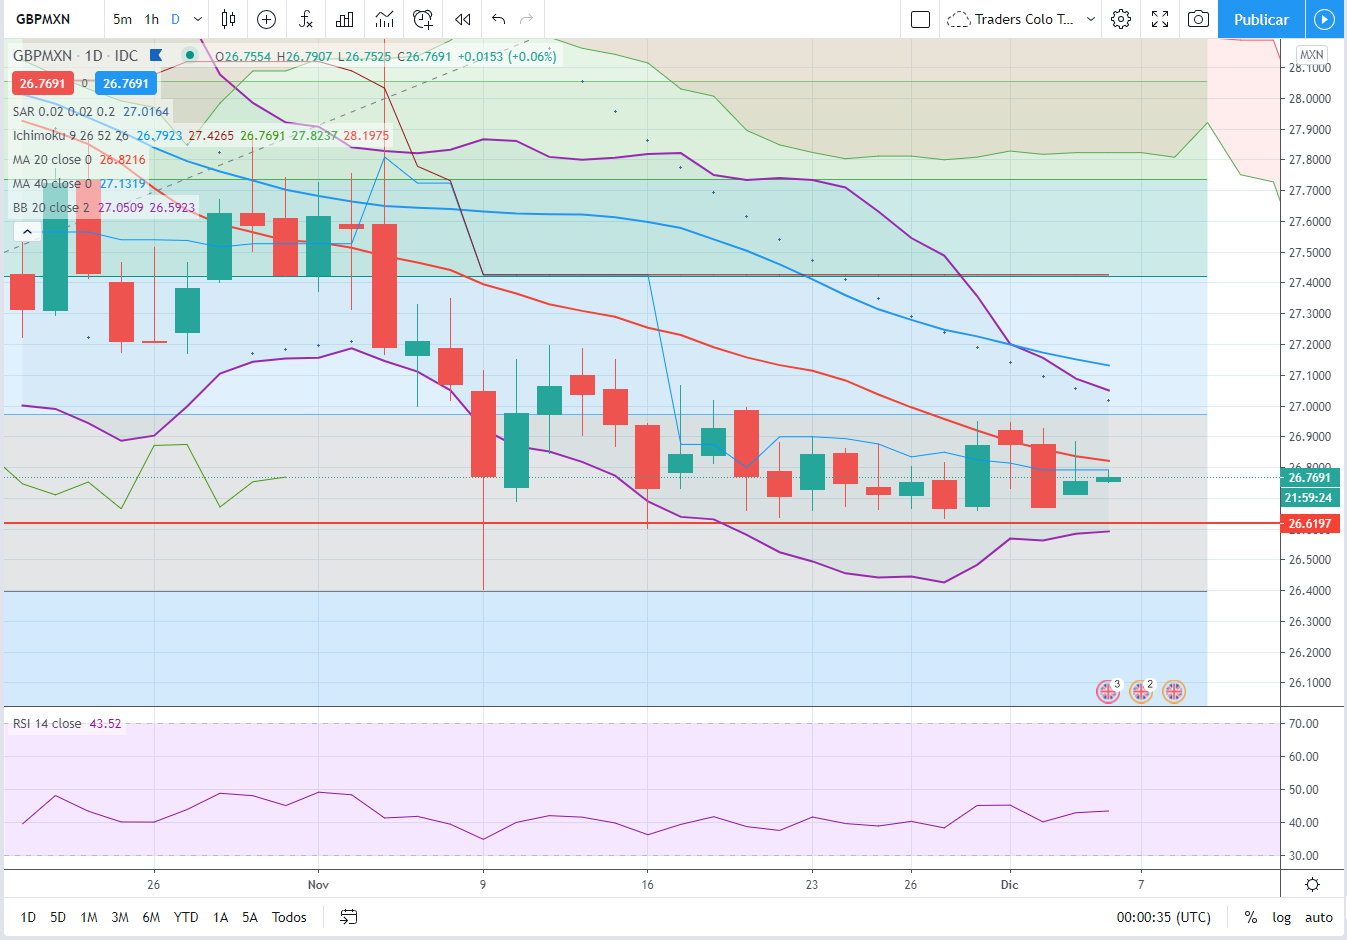 GBPMXN 5m 1h D Traders Colo T... Publicar
GBPMXN · 1D · IDC O26.7554 H26.7907 L26.7525 C26.7691 +0.0153 (+0.06%)
MXN
26.7691 0 26.7691
SAR 0.02 0.02 0.2 27.0164
Ichimoku 9 26 52 26 26.7923 27.4265 26.7691 27.8237 28.1975
MA 20 close 0 26.8216
MA 40 close 0 27.1319
BB 20 close 2 27.0509 26.5923
28.1000
28.0000
27.9000
27.8000
27.7000
27.6000
27.5000
27.4000
27.3000
27.2000
27.1000
27.0000
26.9000
26.8000
26.7691
21:59:24
26.6197
26.5000
26.4000
26.3000
26.2000
26.1000
3 2
RSI 14 close 43.52
70.00
60.00
50.00
40.00
30.00
26 Nov 9 16 23 26 Dic 7
1D 5D 1M 3M 6M YTD 1A 5A Todos 00:00:35 (UTC) % log auto